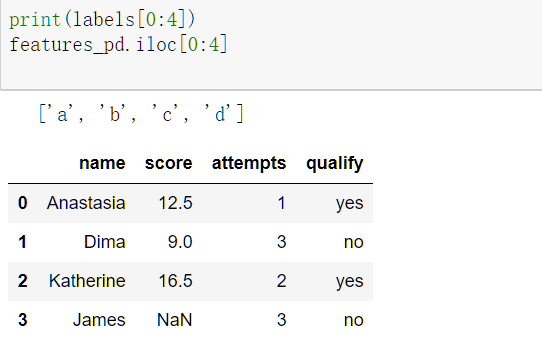 print(labels[0:4])
features_pd.iloc[0:4]
['a', 'b', 'c', 'd']
name score attempts qualify
0 Anastasia 12.5 1 yes
1 Dima 9.0 3 no
2 Katherine 16.5 2 yes
3 James NaN 3 no